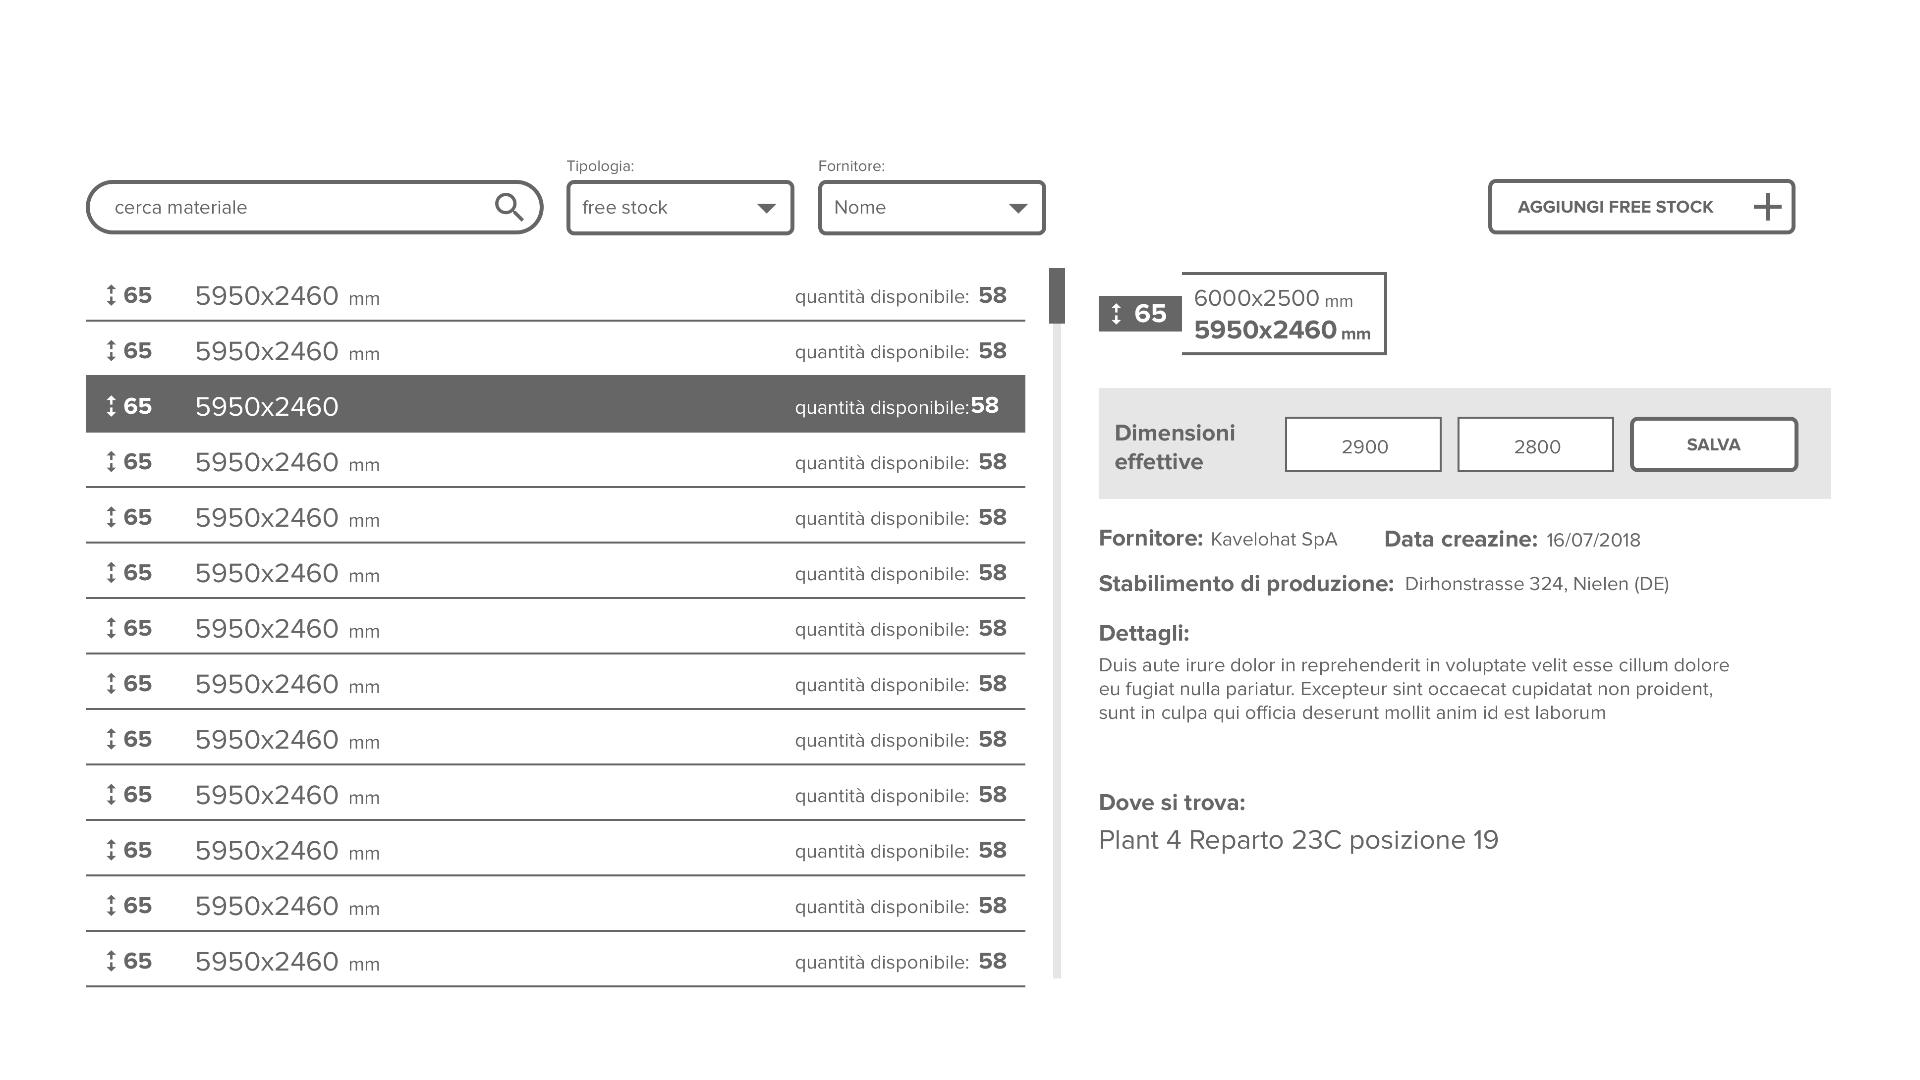 Tipologia:
Fornitore:
cerca materiale
free stock
Nome
AGGIUNGI FREE STOCK
65 5950x2460 mm quantità disponibile: 58
65 5950x2460 mm quantità disponibile: 58
65 5950x2460 quantità disponibile:58
65 5950x2460 mm quantità disponibile: 58
65 5950x2460 mm quantità disponibile: 58
65 5950x2460 mm quantità disponibile: 58
65 5950x2460 mm quantità disponibile: 58
65 5950x2460 mm quantità disponibile: 58
65 5950x2460 mm quantità disponibile: 58
65 5950x2460 mm quantità disponibile: 58
65 5950x2460 mm quantità disponibile: 58
65 5950x2460 mm quantità disponibile: 58
65 5950x2460 mm quantità disponibile: 58
65
6000x2500 mm
5950x2460 mm
Dimensioni
effettive
2900
2800
SALVA
Fornitore: Kavelohat SpA
Data creazine: 16/07/2018
Stabilimento di produzione: Dirhonstrasse 324, Nielen (DE)
Dettagli:
Duis aute irure dolor in reprehenderit in voluptate velit esse cillum dolore
eu fugiat nulla pariatur. Excepteur sint occaecat cupidatat non proident,
sunt in culpa qui officia deserunt mollit anim id est laborum
Dove si trova:
Plant 4 Reparto 23C posizione 19